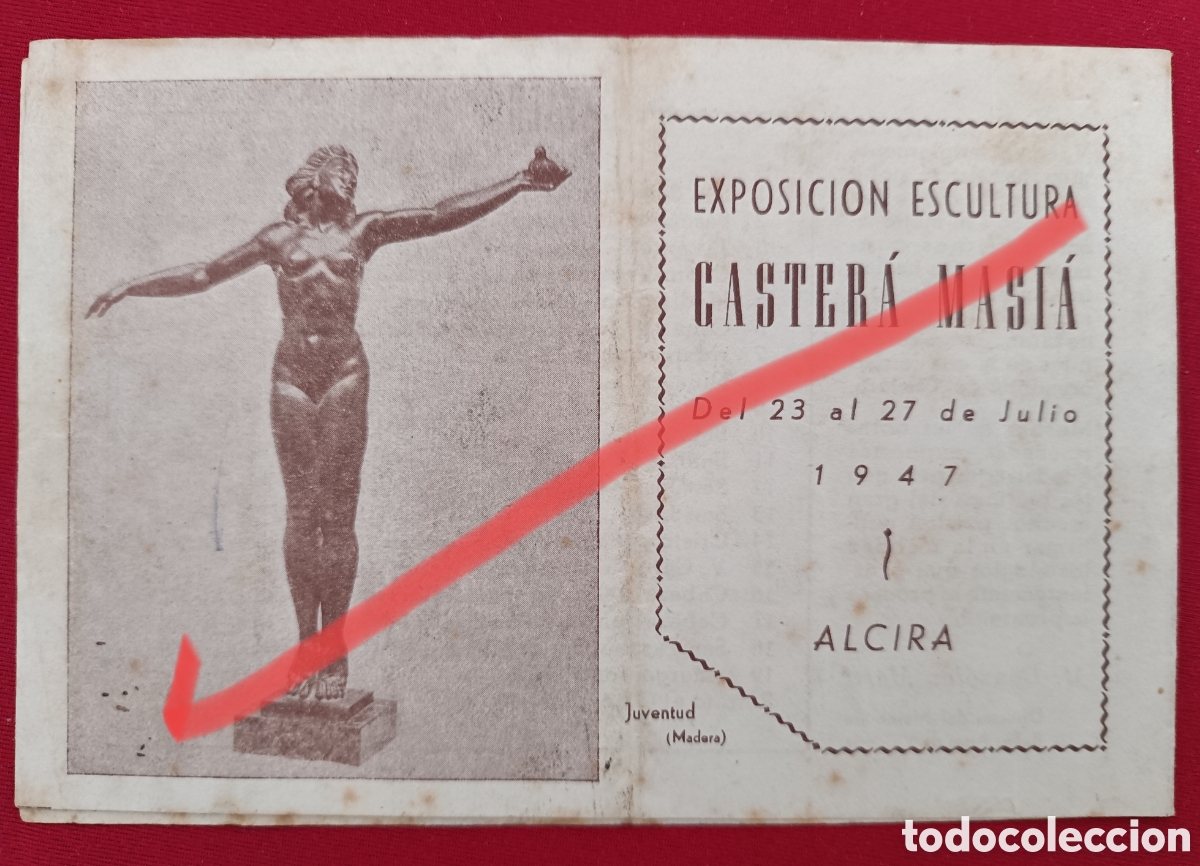 EXPOSICION ESCULTURA
CASTERÁ MASIÁ
Del 23 al 27 de Julio
1947
ALCIRA
Juventud
(Madera)
todocoleccion